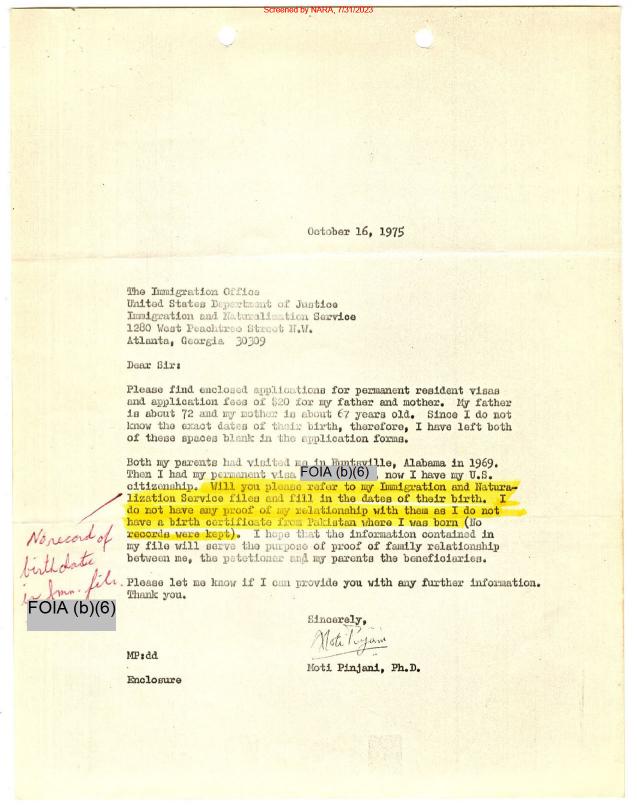 Screened by NARA, 7/31/2023
October 16, 1975
The Immigration Office
United States Department of Justice
Immigration and Naturalization Service
1280 West Peachtree Street N.W.
Atlanta, Georgia 30309
Dear Sir:
Please find enclosed applications for permanent resident visas
and application fees of $20 for my father and mother. My father
is about 72 and my mother is about 67 years old. Since I do not
know the exact dates of their birth, therefore, I have left both
of these spaces blank in the application forms.
Both my parents had visited me in Huntsville, Alabama in 1969.
Then I had my permanent visa FOIA (b)(6), now I have my U.S.
citizenship. Will you please refer to my Immigration and Natura-
lization Service files and fill in the dates of their birth. I
do not have any proof of my relationship with them as I do not
have a birth certificate from Pakistan where I was born (No
records were kept). I hope that the information contained in
my file will serve the purpose of proof of family relationship
between me, the petetioner and my parents the beneficiaries.
No record of
birth date
in Imm. file.
FOIA (b)(6)
Please let me know if I can provide you with any further information.
Thank you.
Sincerely,
Moti Pinjani
MP:dd
Moti Pinjani, Ph.D.
Enclosure